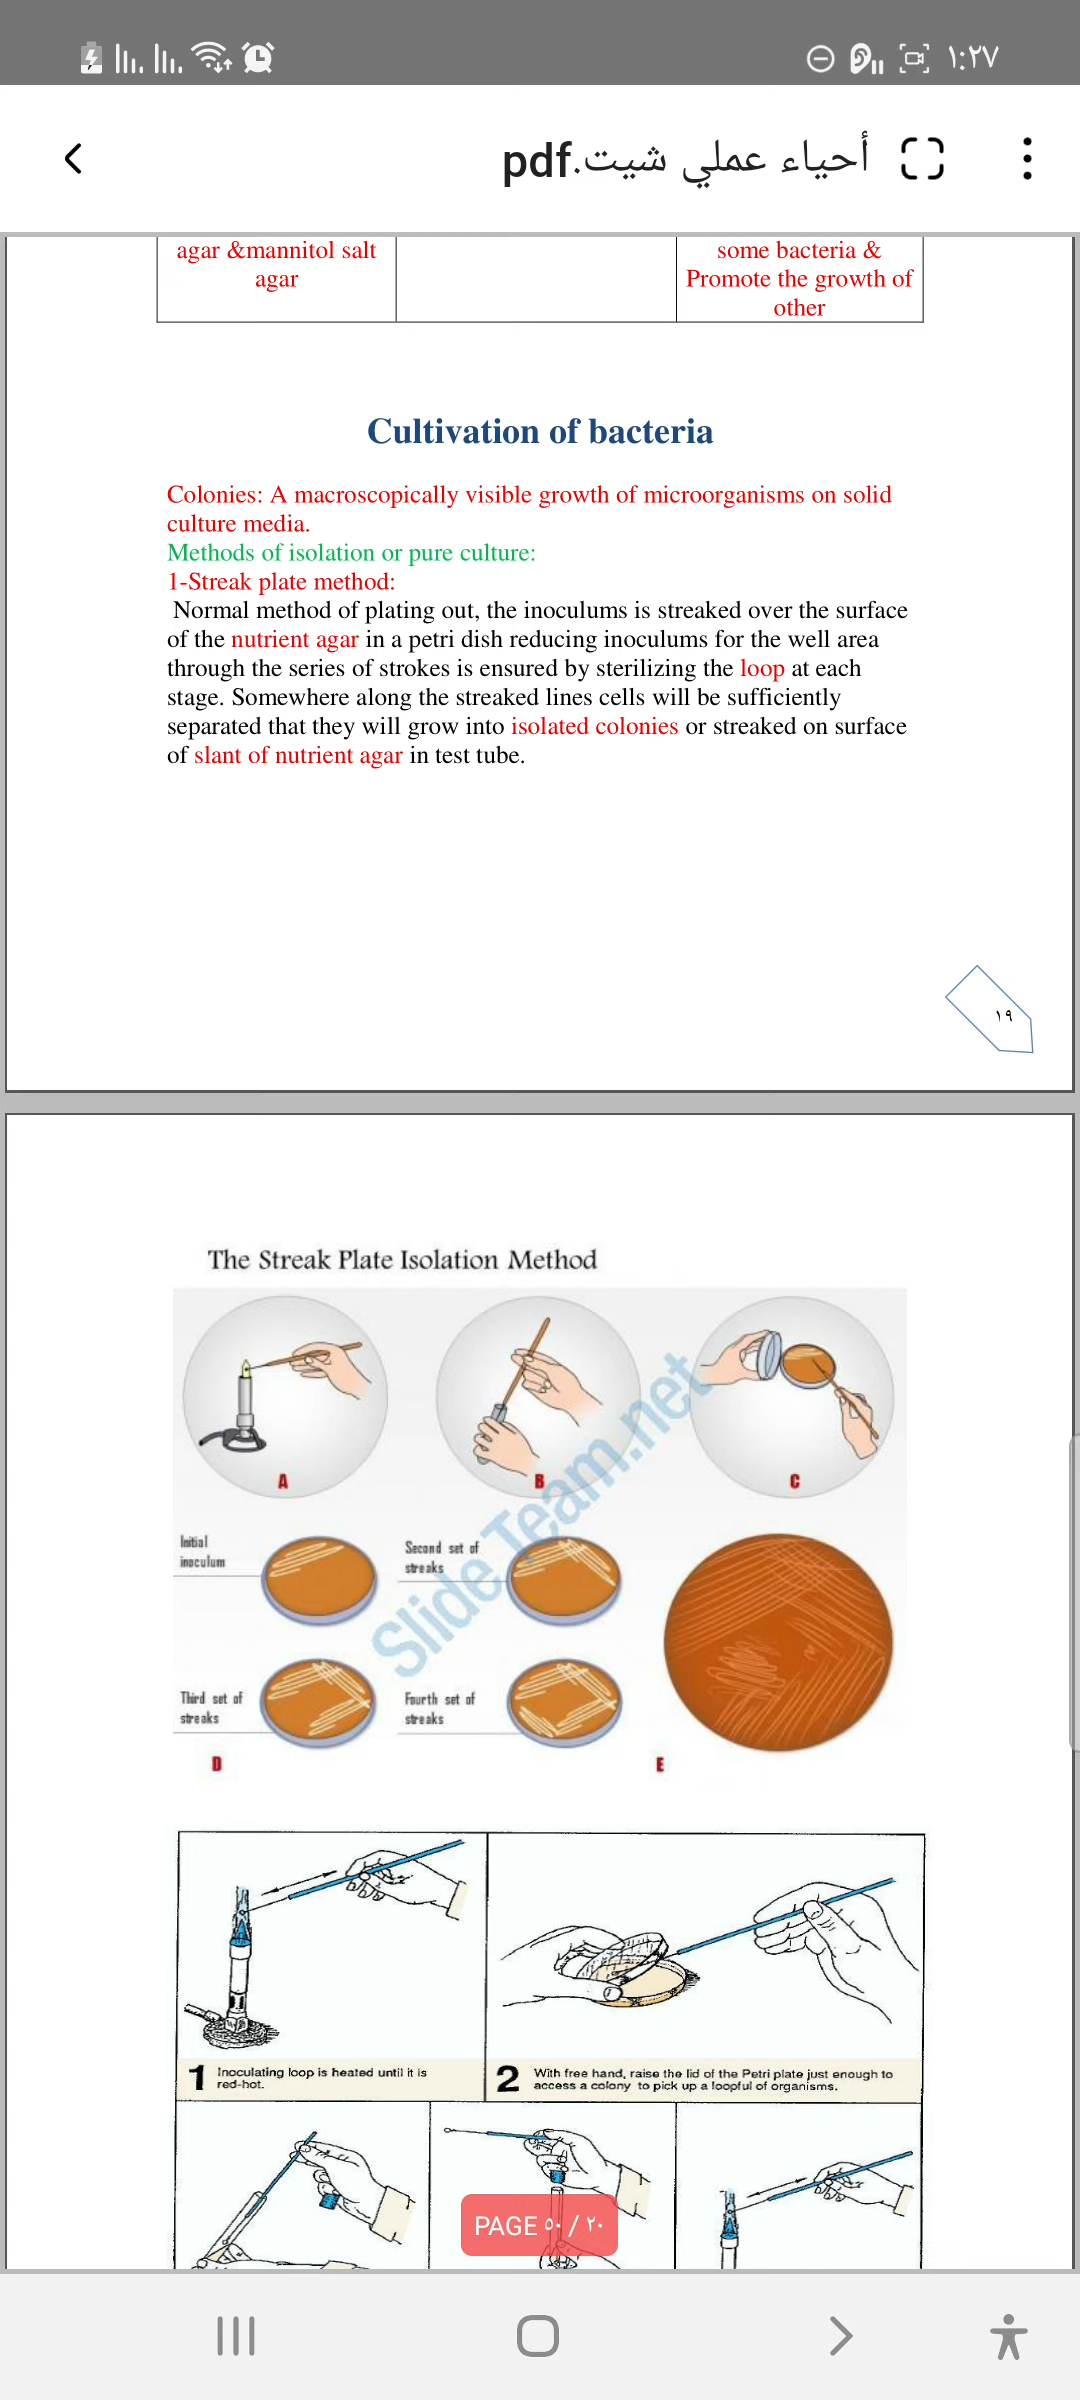 ١:٢٧
أحياء عملي شيت.pdf
agar &mannitol salt
agar
some bacteria &
Promote the growth of
other
Cultivation of bacteria
Colonies: A macroscopically visible growth of microorganisms on solid
culture media.
Methods of isolation or pure culture:
1-Streak plate method:
Normal method of plating out, the inoculums is streaked over the surface
of the nutrient agar in a petri dish reducing inoculums for the well area
through the series of strokes is ensured by sterilizing the loop at each
stage. Somewhere along the streaked lines cells will be sufficiently
separated that they will grow into isolated colonies or streaked on surface
of slant of nutrient agar in test tube.
١٩
The Streak Plate Isolation Method
A
B
C
SlideTeam.net
Initial
inoculum
Second set of
streaks
Third set of
streaks
Fourth set of
streaks
D
E
1 Inoculating loop is heated until it is
red-hot.
2 With free hand, raise the lid of the Petri plate just enough to
access a colony to pick up a loopful of organisms.
PAGE ٥٠ / ٢٠